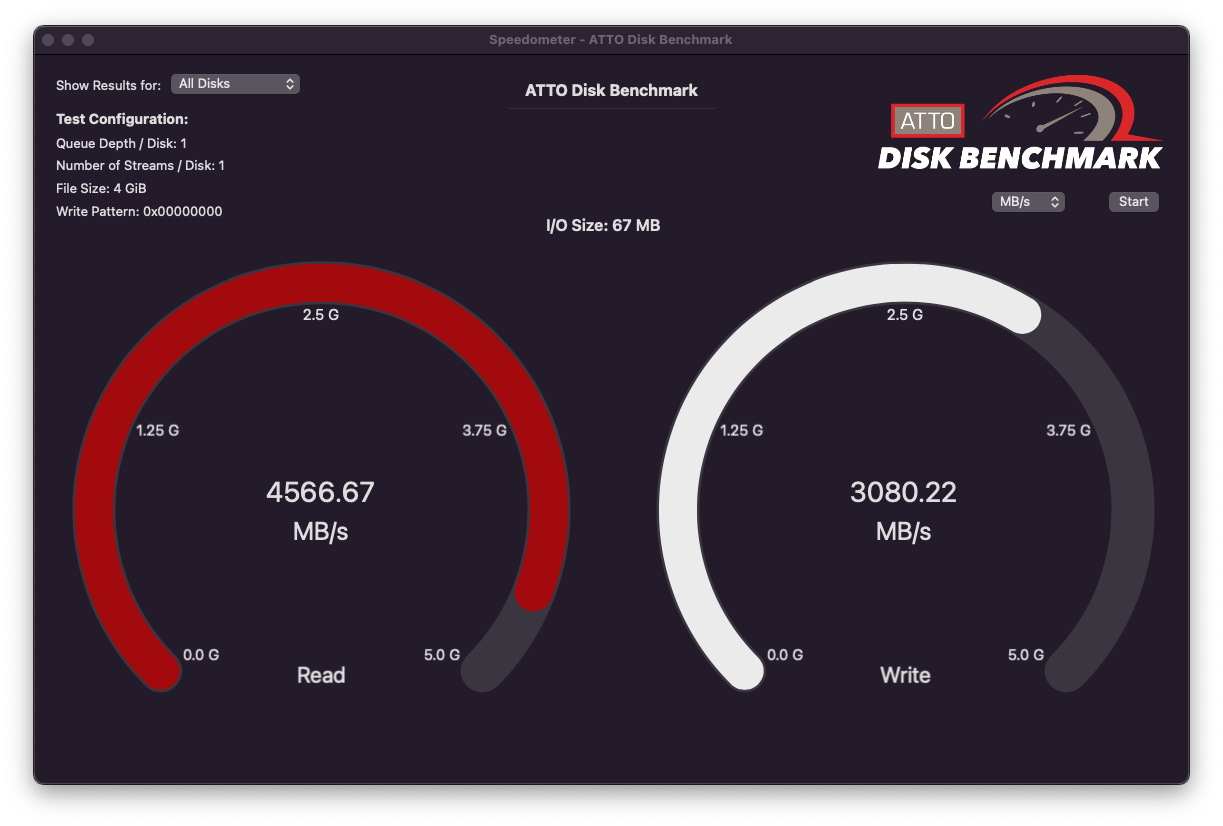 Speedometer - ATTO Disk Benchmark
Show Results for: All Disks
ATTO Disk Benchmark
ATTO
DISK BENCHMARK
Test Configuration:
Queue Depth / Disk: 1
Number of Streams / Disk: 1
File Size: 4 GiB
Write Pattern: 0x00000000
MB/s
Start
I/O Size: 67 MB
2.5 G
1.25 G
3.75 G
4566.67
MB/s
0.0 G
5.0 G
Read
2.5 G
1.25 G
3.75 G
3080.22
MB/s
0.0 G
5.0 G
Write